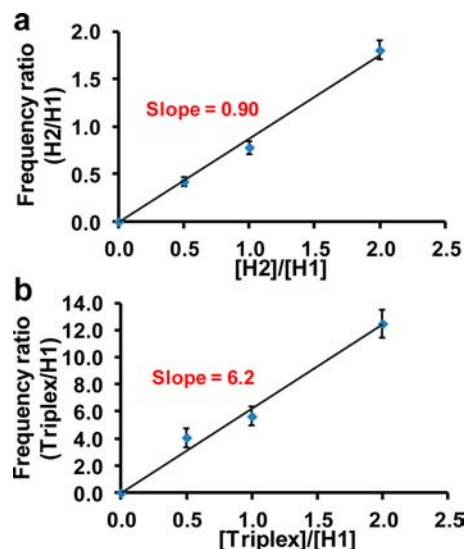 a
Frequency ratio
(H2/H1)
2.0
1.5
1.0
0.5
0.0
Slope = 0.90
0.0 0.5 1.0 1.5 2.0 2.5
[H2]/[H1]
b
Frequency ratio
(Triplex/H1)
14.0
12.0
10.0
8.0
6.0
4.0
2.0
0.0
Slope = 6.2
0.0 0.5 1.0 1.5 2.0 2.5
[Triplex]/[H1]